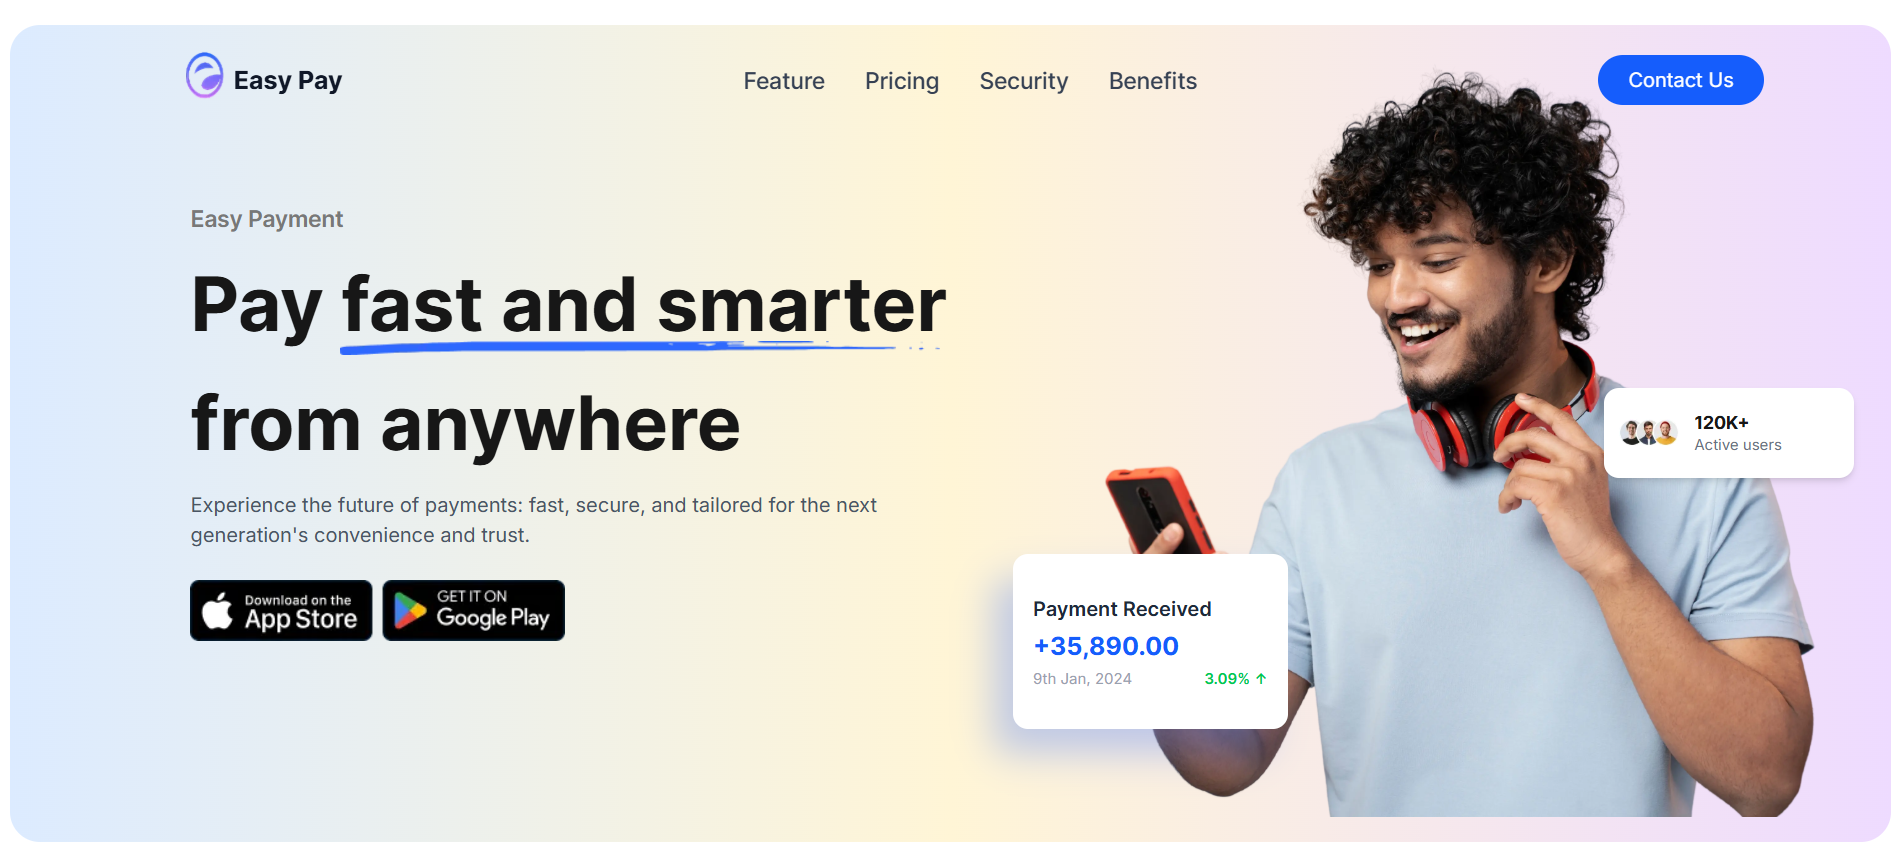 Easy Pay
Feature
Pricing
Security
Benefits
Contact Us
Easy Payment
Pay fast and smarter
from anywhere
Experience the future of payments: fast, secure, and tailored for the next
generation's convenience and trust.
Download on the
App Store
GET IT ON
Google Play
120K+
Active users
Payment Received
+35,890.00
9th Jan, 2024
3.09% ↑